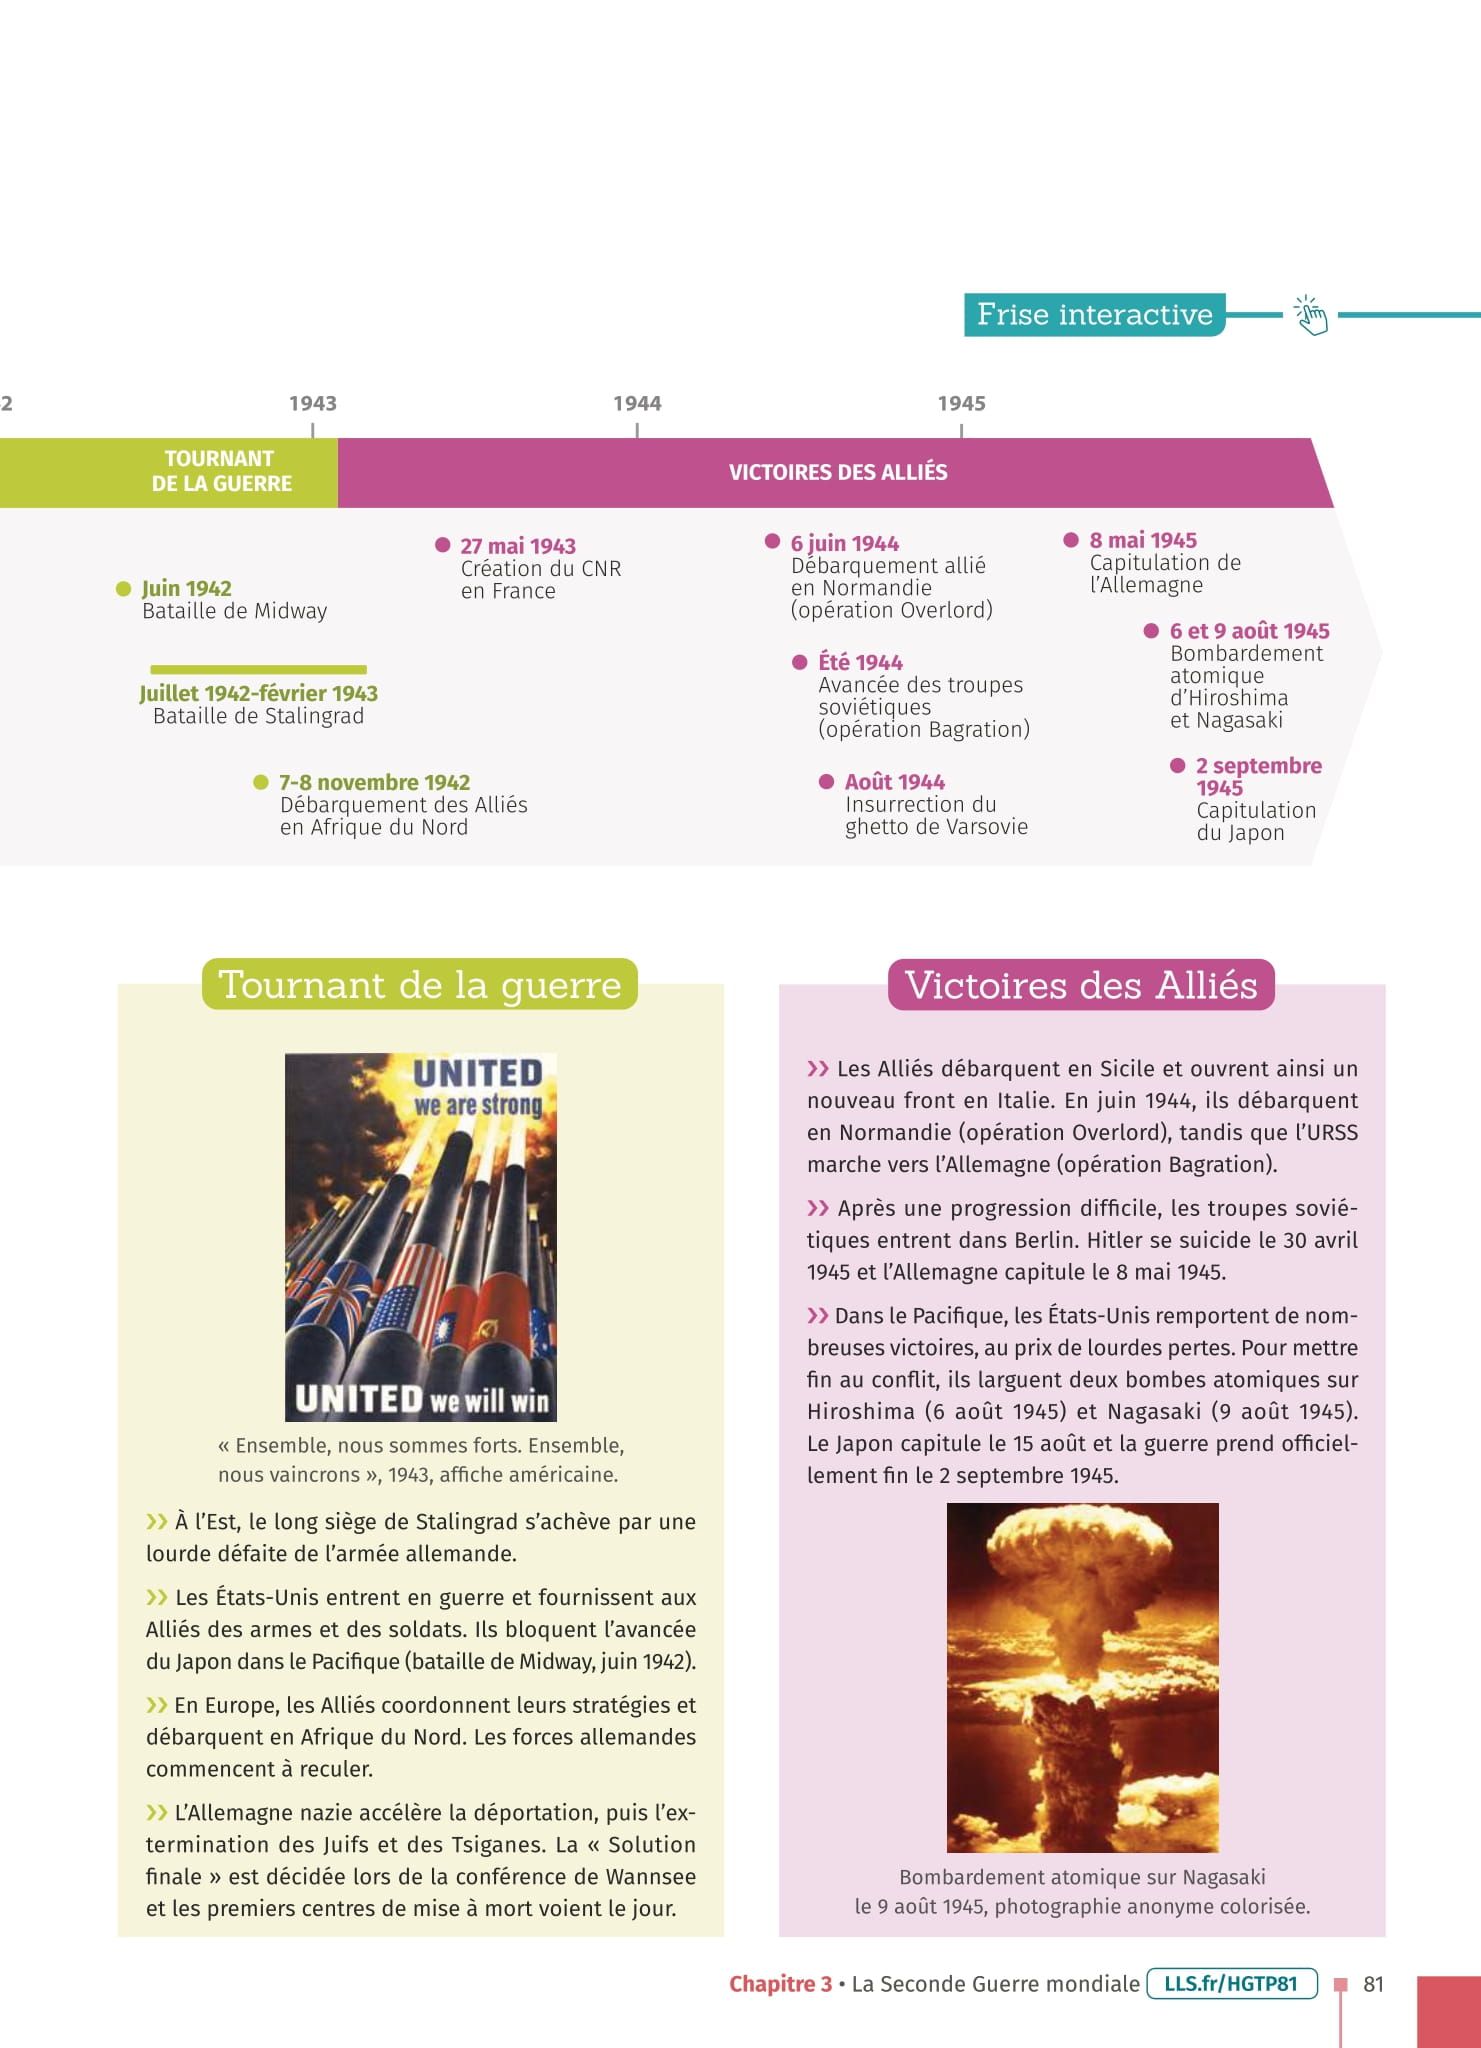 Frise interactive
1943
1944
1945
TOURNANT
DE LA GUERRE
VICTOIRES DES ALLIÉS
Juin 1942
Bataille de Midway
Juillet 1942-février 1943
Bataille de Stalingrad
7-8 novembre 1942
Débarquement des Alliés
en Afrique du Nord
27 mai 1943
Création du CNR
en France
6 juin 1944
Débarquement allié
en Normandie
(opération Overlord)
Été 1944
Avancée des troupes
soviétiques
(opération Bagration)
Août 1944
Insurrection du
ghetto de Varsovie
8 mai 1945
Capitulation de
l'Allemagne
6 et 9 août 1945
Bombardement
atomique
d'Hiroshima
et Nagasaki
2 septembre
1945
Capitulation
du Japon
Tournant de la guerre
UNITED
we are strong
UNITED we will win
« Ensemble, nous sommes forts. Ensemble,
nous vaincrons », 1943, affiche américaine.
›› À l'Est, le long siège de Stalingrad s'achève par une
lourde défaite de l'armée allemande.
›› Les États-Unis entrent en guerre et fournissent aux
Alliés des armes et des soldats. Ils bloquent l'avancée
du Japon dans le Pacifique (bataille de Midway, juin 1942).
›› En Europe, les Alliés coordonnent leurs stratégies et
débarquent en Afrique du Nord. Les forces allemandes
commencent à reculer.
›› L'Allemagne nazie accélère la déportation, puis l'ex-
termination des Juifs et des Tsiganes. La « Solution
finale » est décidée lors de la conférence de Wannsee
et les premiers centres de mise à mort voient le jour.
Victoires des Alliés
›› Les Alliés débarquent en Sicile et ouvrent ainsi un
nouveau front en Italie. En juin 1944, ils débarquent
en Normandie (opération Overlord), tandis que l'URSS
marche vers l'Allemagne (opération Bagration).
›› Après une progression difficile, les troupes sovié-
tiques entrent dans Berlin. Hitler se suicide le 30 avril
1945 et l'Allemagne capitule le 8 mai 1945.
›› Dans le Pacifique, les États-Unis remportent de nom-
breuses victoires, au prix de lourdes pertes. Pour mettre
fin au conflit, ils larguent deux bombes atomiques sur
Hiroshima (6 août 1945) et Nagasaki (9 août 1945).
Le Japon capitule le 15 août et la guerre prend officiel-
lement fin le 2 septembre 1945.
Bombardement atomique sur Nagasaki
le 9 août 1945, photographie anonyme colorisée.
Chapitre 3 • La Seconde Guerre mondiale LLS.fr/HGTP81 81